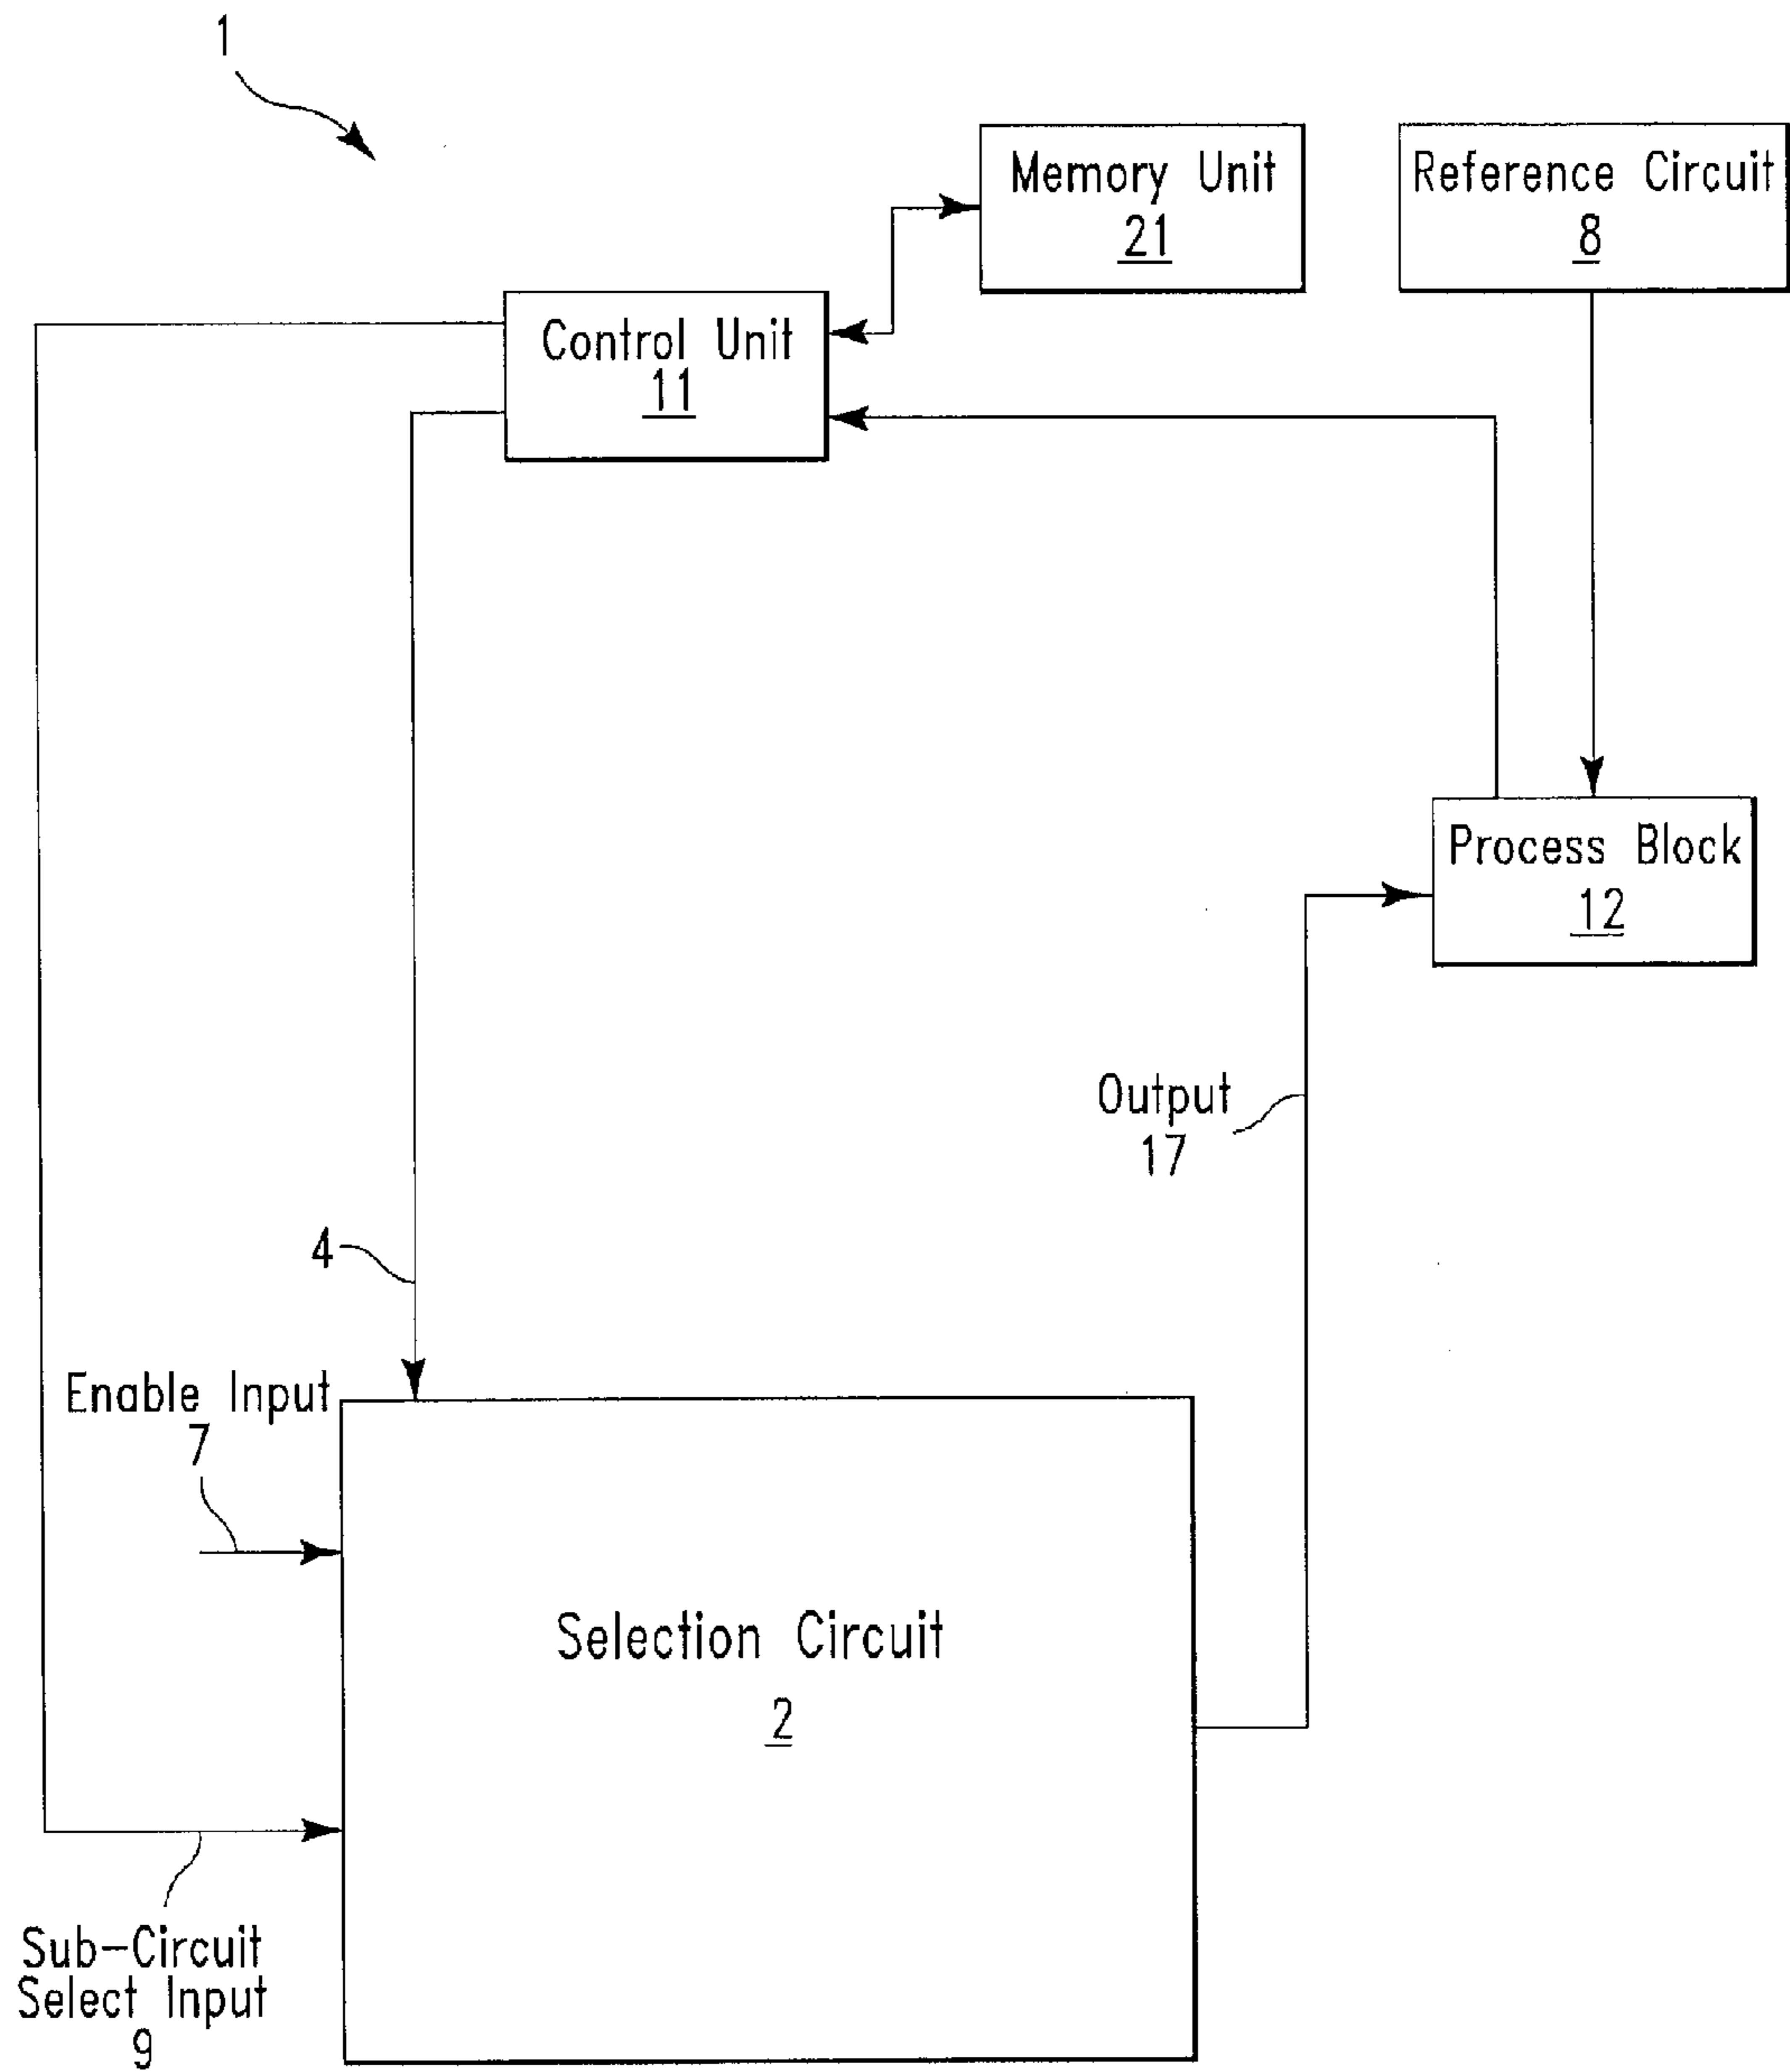 1
Memory Unit
21
Reference Circuit
8
Control Unit
11
Process Block
12
Output
17
4
Enable Input
7
Selection Circuit
2
Sub-Circuit
Select Input
9